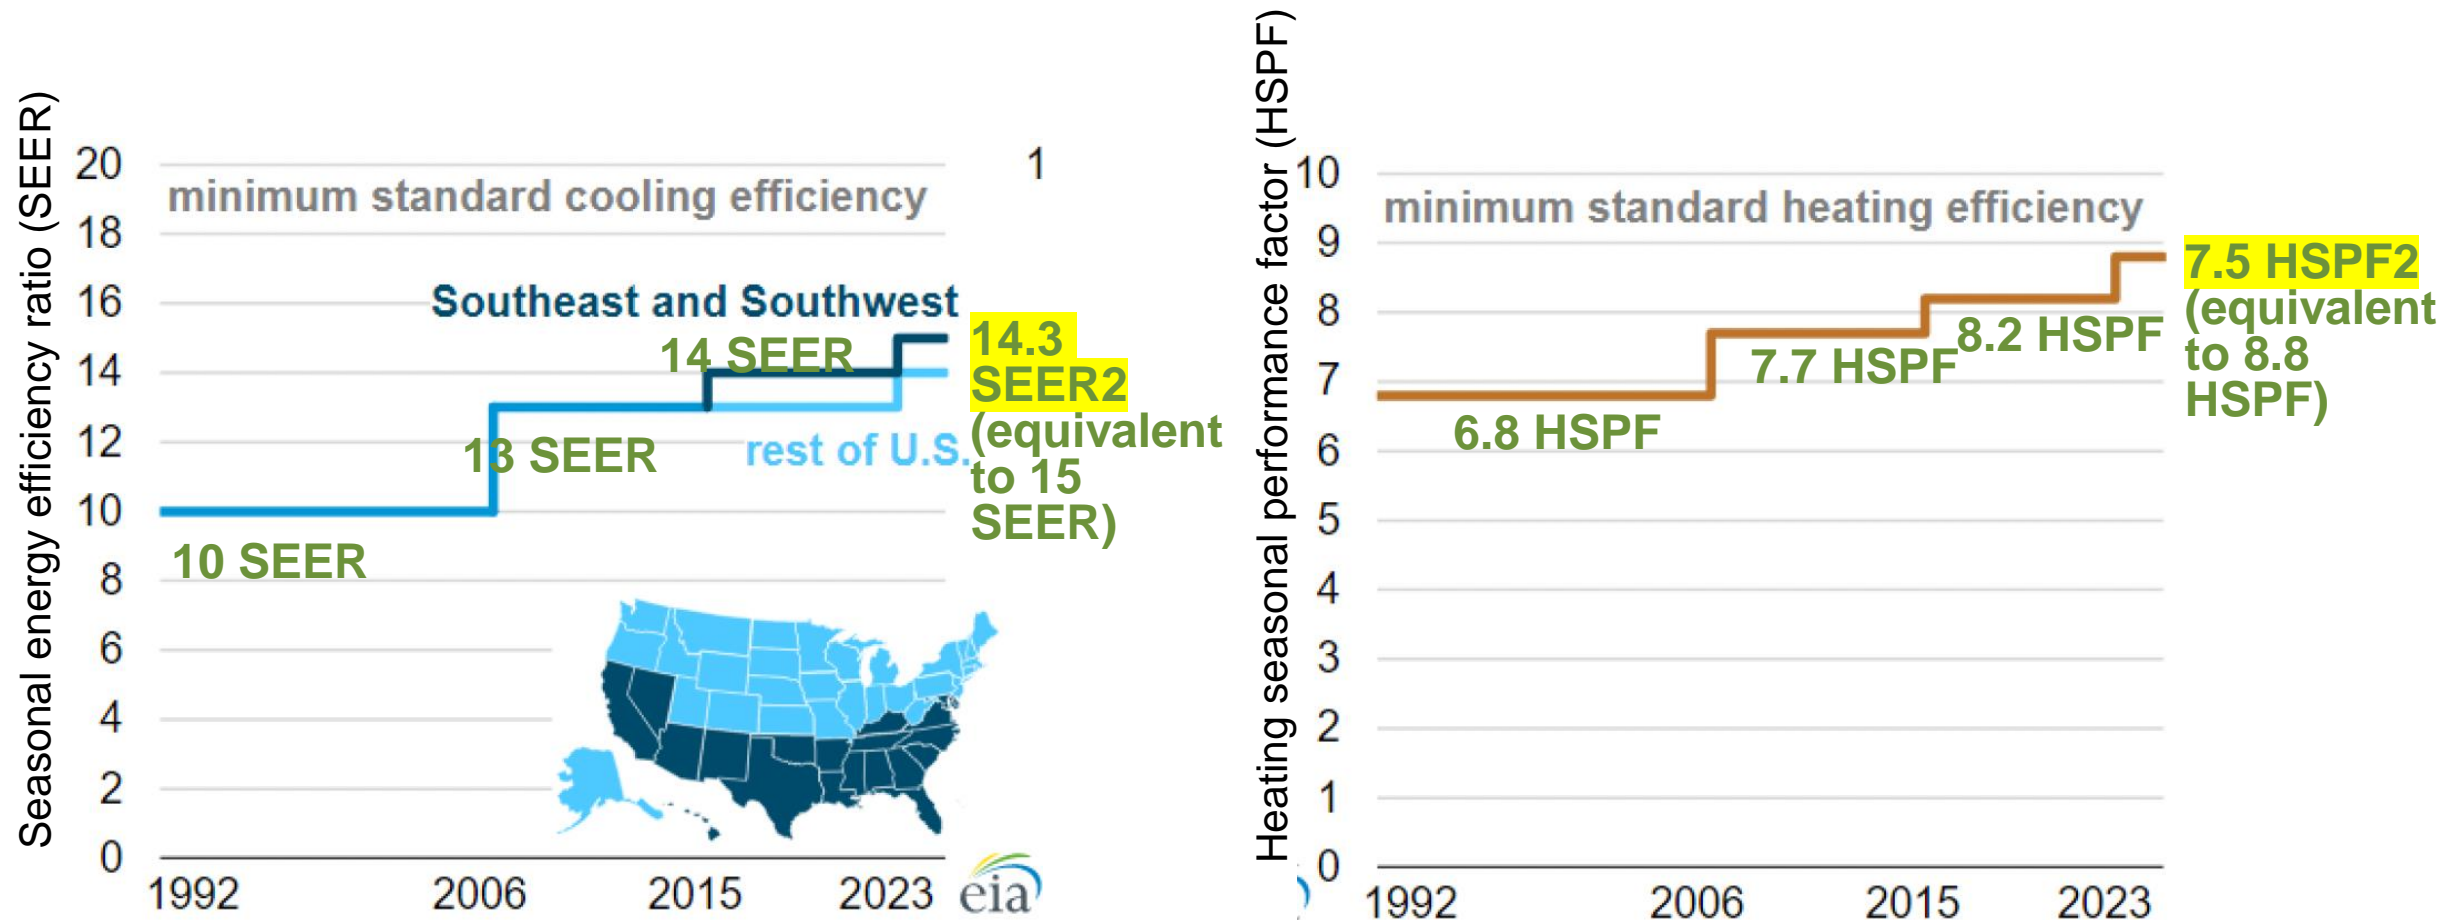 Seasonal energy efficiency ratio (SEER)
20
18
16
14
12
10
8
6
4
2
0
minimum standard cooling efficiency
Southeast and Southwest
14 SEER
13 SEER
rest of U.S.
10 SEER
14.3
SEER2
(equivalent
to 15
SEER)
1992
2006
2015
2023
eia
1
Heating seasonal performance factor (HSPF)
10
9
8
7
6
5
4
3
2
1
0
minimum standard heating efficiency
7.5 HSPF2
(equivalent
to 8.8
HSPF)
8.2 HSPF
7.7 HSPF
6.8 HSPF
1992
2006
2015
2023